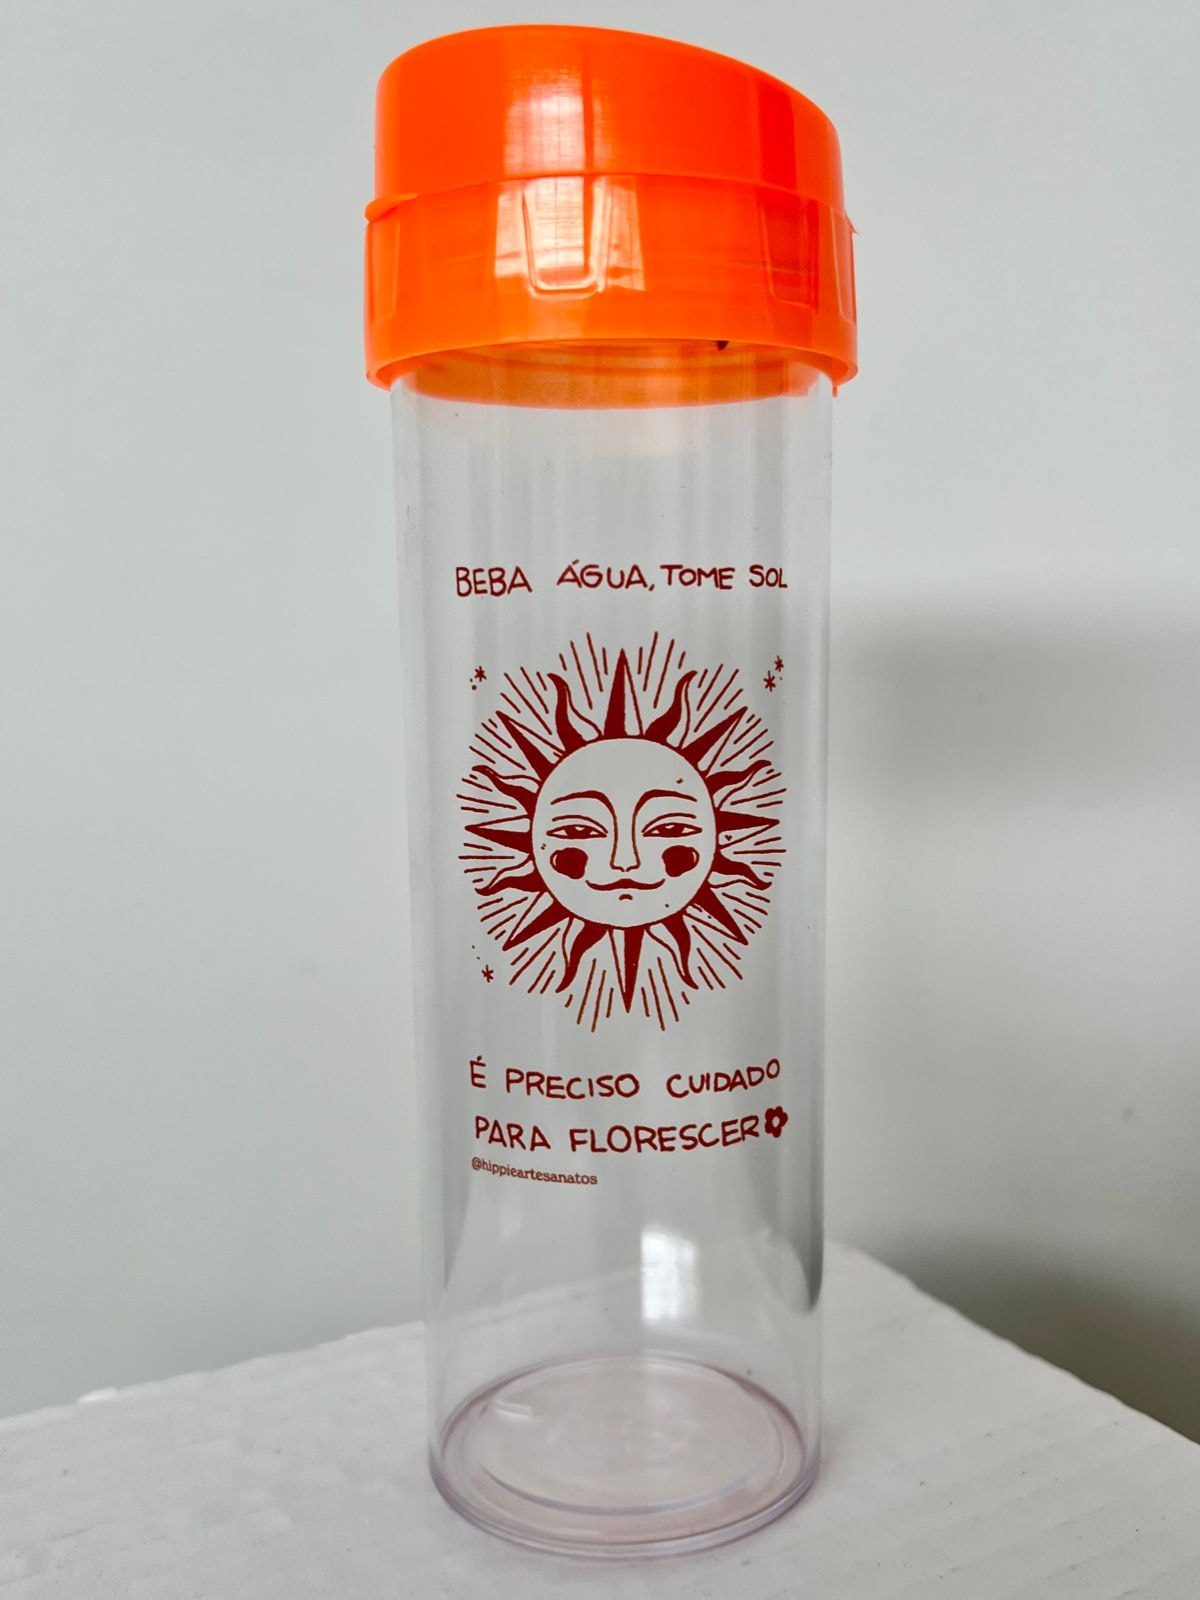 BEBA ÁGUA, TOME SOL
É PRECISO CUIDADO
PARA FLORESCER
@hippieartesanatos